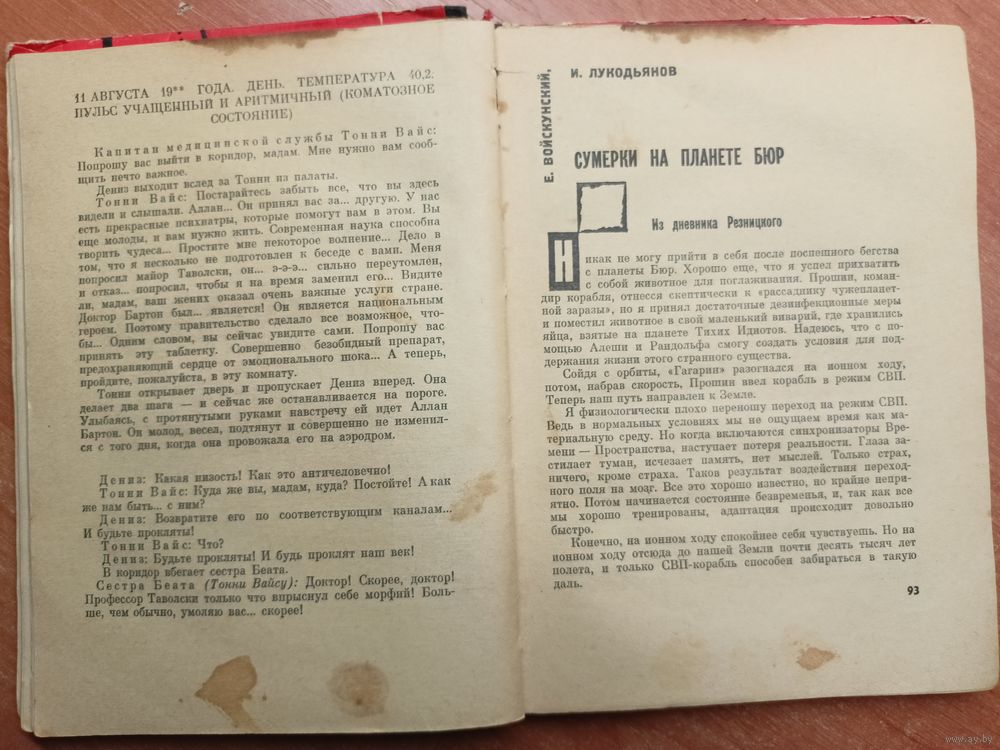 11 АВГУСТА 19** ГОДА. ДЕНЬ. ТЕМПЕРАТУРА 40,2.
ПУЛЬС УЧАЩЕННЫЙ И АРИТМИЧНЫЙ (КОМАТОЗНОЕ
СОСТОЯНИЕ)
Капитан медицинской службы Тонни Вайс:
Попрошу вас выйти в коридор, мадам. Мне нужно вам сооб-
щить нечто важное.
Дениз выходит вслед за Тонни из палаты.
Тонни Вайс: Постарайтесь забыть все, что вы здесь
видели и слышали. Аллан... Он принял вас за... другую. У нас
есть прекрасные психиатры, которые помогут вам в этом. Вы
еще молоды, и вам нужно жить. Современная наука способна
творить чудеса... Простите мне некоторое волнение... Дело в
том, что я несколько не подготовлен к беседе с вами. Меня
попросил майор Таволски, он... э-э-э... сильно переутомлен,
и отказ... попросил, чтобы я на время заменил его... Видите
ли, мадам, ваш жених оказал очень важные услуги стране.
Доктор Бартон был... является! Он является национальным
героем. Поэтому правительство сделало все возможное, что-
бы... Одним словом, вы сейчас увидите сами. Попрошу вас
принять эту таблетку. Совершенно безобидный препарат,
предохраняющий сердце от эмоционального шока... А теперь,
пройдите, пожалуйста, в эту комнату.
Тонни открывает дверь и пропускает Дениз вперед. Она
делает два шага — и сейчас же останавливается на пороге.
Улыбаясь, с протянутыми руками навстречу ей идет Аллан
Бартон. Он молод, весел, подтянут и совершенно не изменил-
ся с того дня, когда она провожала его на аэродром.
Дениз: Какая низость! Как это античеловечно!
Тонни Вайс: Куда же вы, мадам, куда? Постойте! А как
же нам быть... с ним?
Дениз: Возвратите его по соответствующим каналам...
И будьте прокляты!
Тонни Вайс: Что?
Дениз: Будьте прокляты! И будь проклят наш век!
В коридор вбегает сестра Беата.
Сестра Беата (Тонни Вайсу): Доктор! Скорее, доктор!
Профессор Таволски только что впрыснул себе морфий! Боль-
ше, чем обычно, умоляю вас... скорее!
Е. ВОЙСКУНСКИЙ,
И. ЛУКОДЬЯНОВ
СУМЕРКИ НА ПЛАНЕТЕ БЮР
Из дневника Резницкого
Никак не могу прийти в себя после поспешного бегства
с планеты Бюр. Хорошо еще, что я успел прихватить
с собой животное для поглаживания. Прошин, коман-
дир корабля, отнесся скептически к «рассаднику чужепланет-
ной заразы», но я принял достаточные дезинфекционные меры
и поместил животное в свой маленький виварий, где хранились
яйца, взятые на планете Тихих Идиотов. Надеюсь, что с по-
мощью Алеши и Рандольфа смогу создать условия для под-
держания жизни этого странного существа.
Сойдя с орбиты, «Гагарин» разогнался на ионном ходу,
потом, набрав скорость, Прошин ввел корабль в режим СВП.
Теперь наш путь направлен к Земле.
Я физиологически плохо переношу переход на режим СВП.
Ведь в нормальных условиях мы не ощущаем время как ма-
териальную среду. Но когда включаются синхронизаторы Вре-
мени — Пространства, наступает потеря реальности. Глаза за-
стилает туман, исчезает память, нет мыслей. Только страх,
ничего, кроме страха. Таков результат воздействия переход-
ного поля на мозг. Все это хорошо известно, но крайне непри-
ятно. Потом начинается состояние безвременья, и, так как все
мы хорошо тренированы, адаптация происходит довольно
быстро.
Конечно, на ионном ходу спокойнее себя чувствуешь. Но на
ионном ходу отсюда до нашей Земли почти десять тысяч лет
полета, и только СВП-корабль способен забираться в такую
даль.
93
www.ay.by